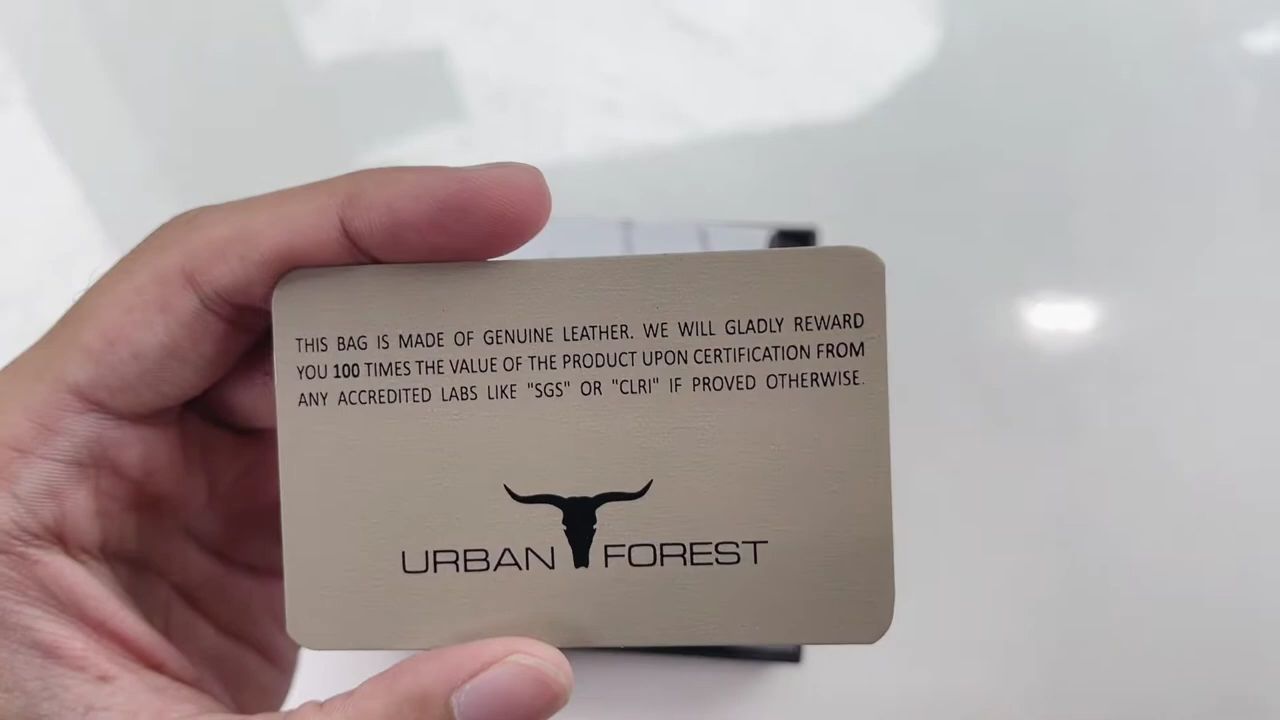 THIS BAG IS MADE OF GENUINE LEATHER. WE WILL GLADLY REWARD
YOU 100 TIMES THE VALUE OF THE PRODUCT UPON CERTIFICATION FROM
ANY ACCREDITED LABS LIKE "SGS" OR "CLRI" IF PROVED OTHERWISE.
URBAN FOREST